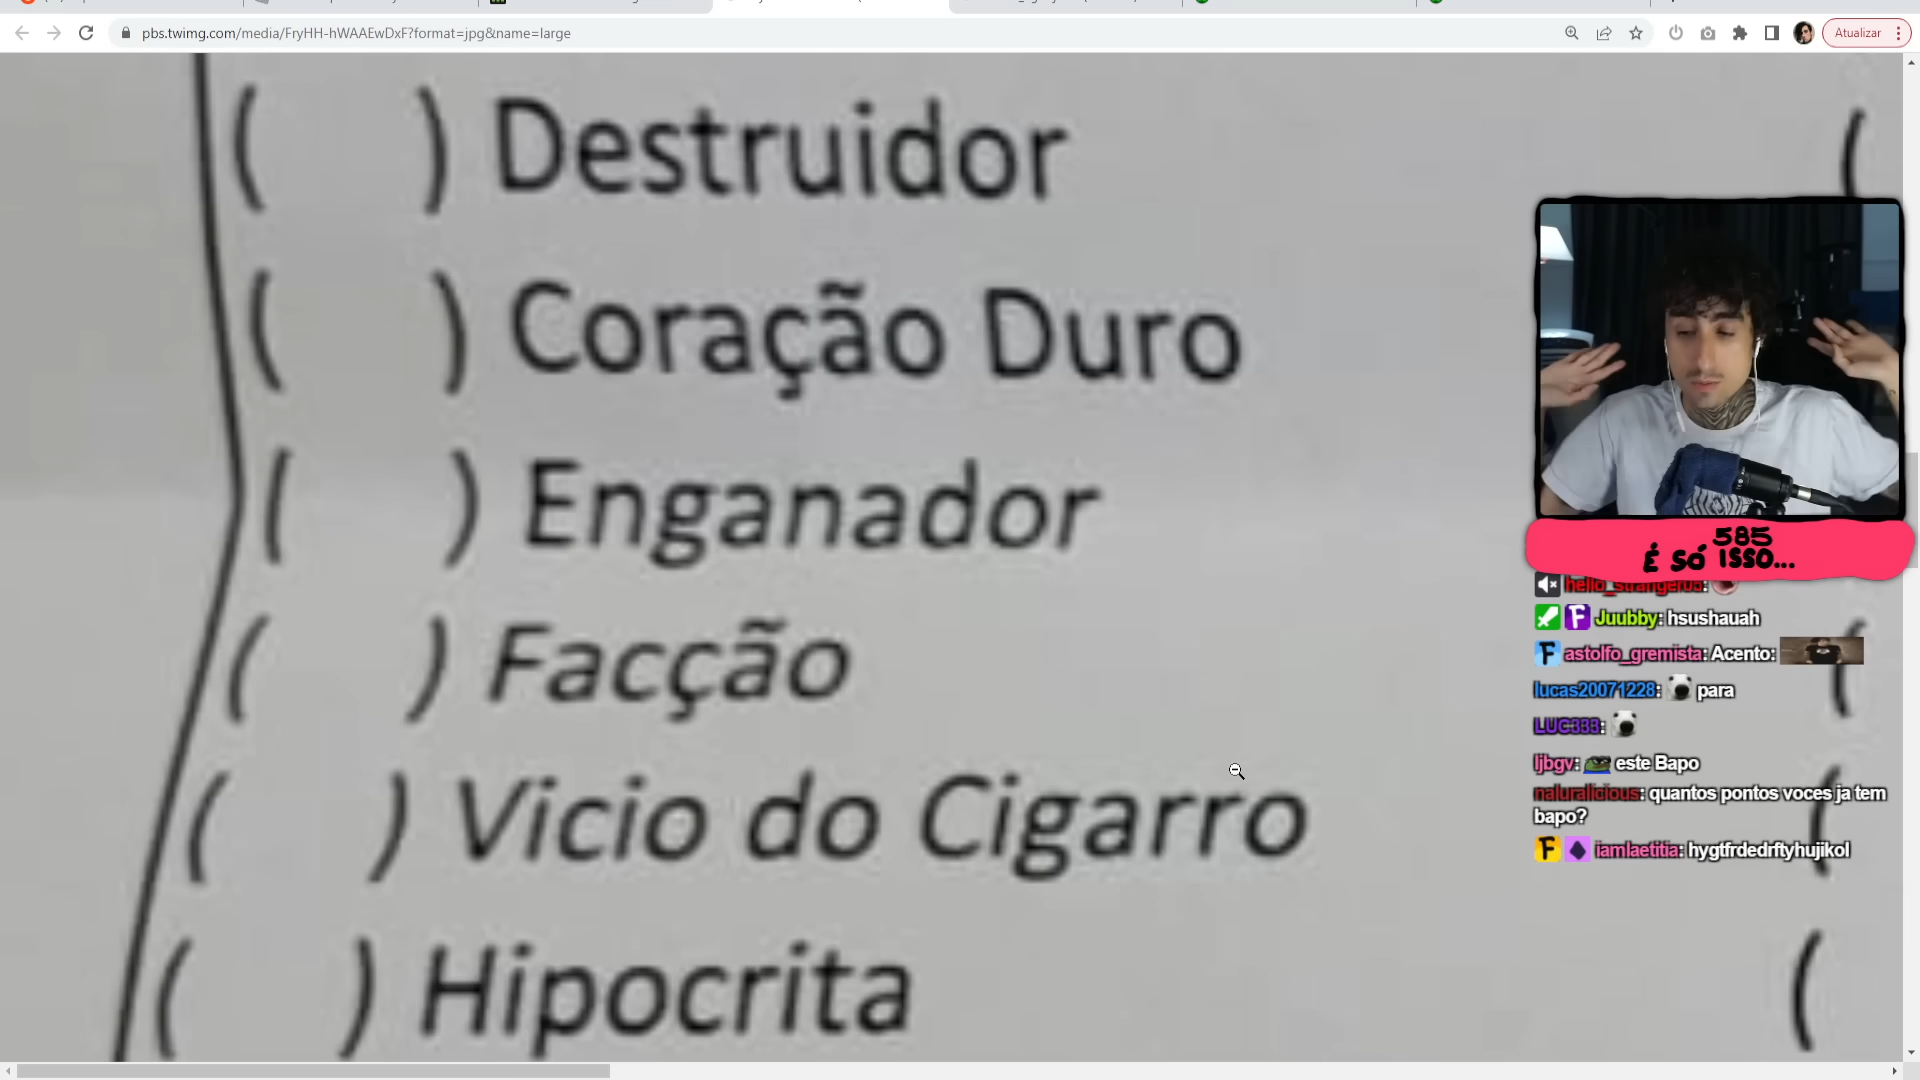 pbs.twimg.com/media/FryHH-hWAAEwDxF?format=jpg&name=large
Atualizar
( ) Destruidor
( ) Coração Duro
( ) Enganador
( ) Facção
( ) Vicio do Cigarro
( ) Hipocrita
(
(
(
(
585
É SÓ ISSO...
Juubby: hsushauah
astolfo_gremista: Acento:
lucas20071228: para
LUC333:
ljbgv: este Bapo
naluralicious: quantos pontos voces ja tem
bapo?
iamlaetitia: hygtfrdedrftyhujikol